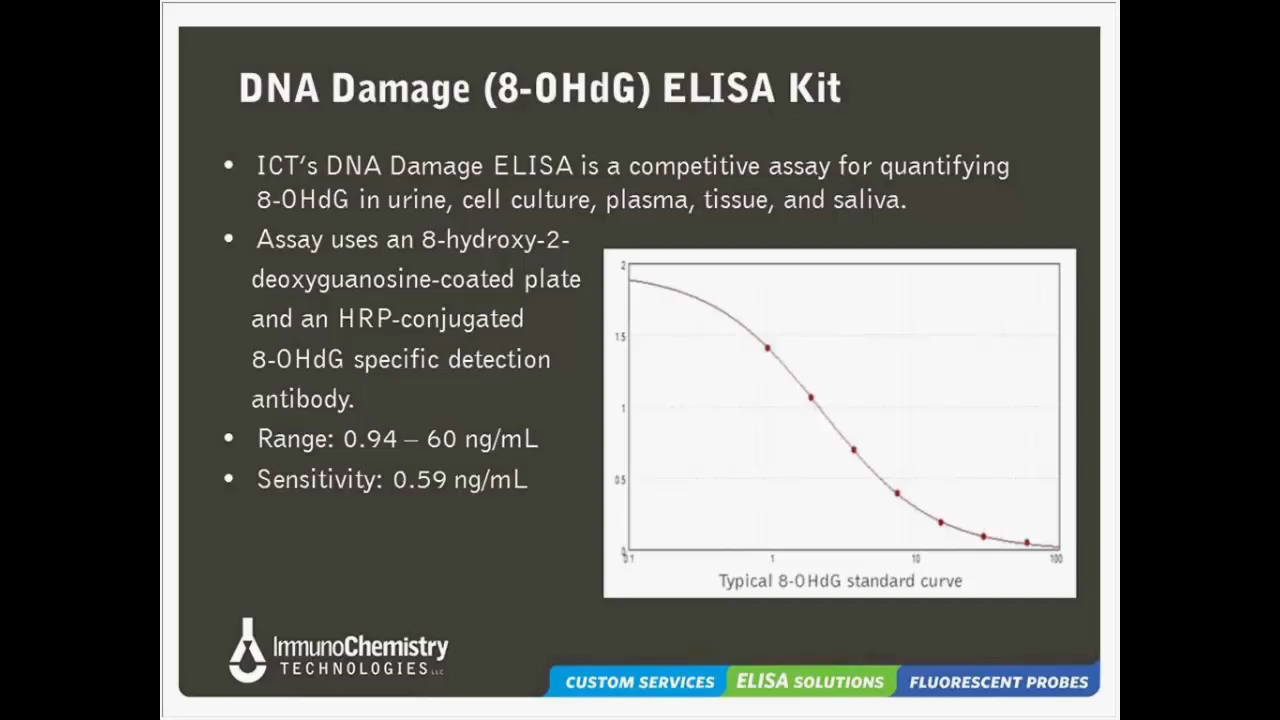 DNA Damage (8-OHdG) ELISA Kit
• ICT's DNA Damage ELISA is a competitive assay for quantifying
8-OHdG in urine, cell culture, plasma, tissue, and saliva.
• Assay uses an 8-hydroxy-2-
deoxyguanosine-coated plate
and an HRP-conjugated
8-OHdG specific detection
antibody.
• Range: 0.94 – 60 ng/mL
• Sensitivity: 0.59 ng/mL
2
1.5
1
0.5
0
0.1 1 10 100
Typical 8-OHdG standard curve
ImmunoChemistry
TECHNOLOGIES LLC
CUSTOM SERVICES ELISA SOLUTIONS FLUORESCENT PROBES